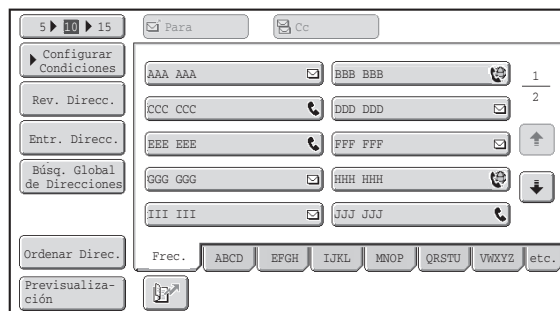 5 10 15
Para
Cc
Configurar
Condiciones
Rev. Direcc.
Entr. Direcc.
Búsq. Global
de Direcciones
Ordenar Direc.
Previsualiza-
ción
AAA AAA
BBB BBB
CCC CCC
DDD DDD
EEE EEE
FFF FFF
GGG GGG
HHH HHH
III III
JJJ JJJ
1
2
Frec.
ABCD
EFGH
IJKL
MNOP
QRSTU
VWXYZ
etc.